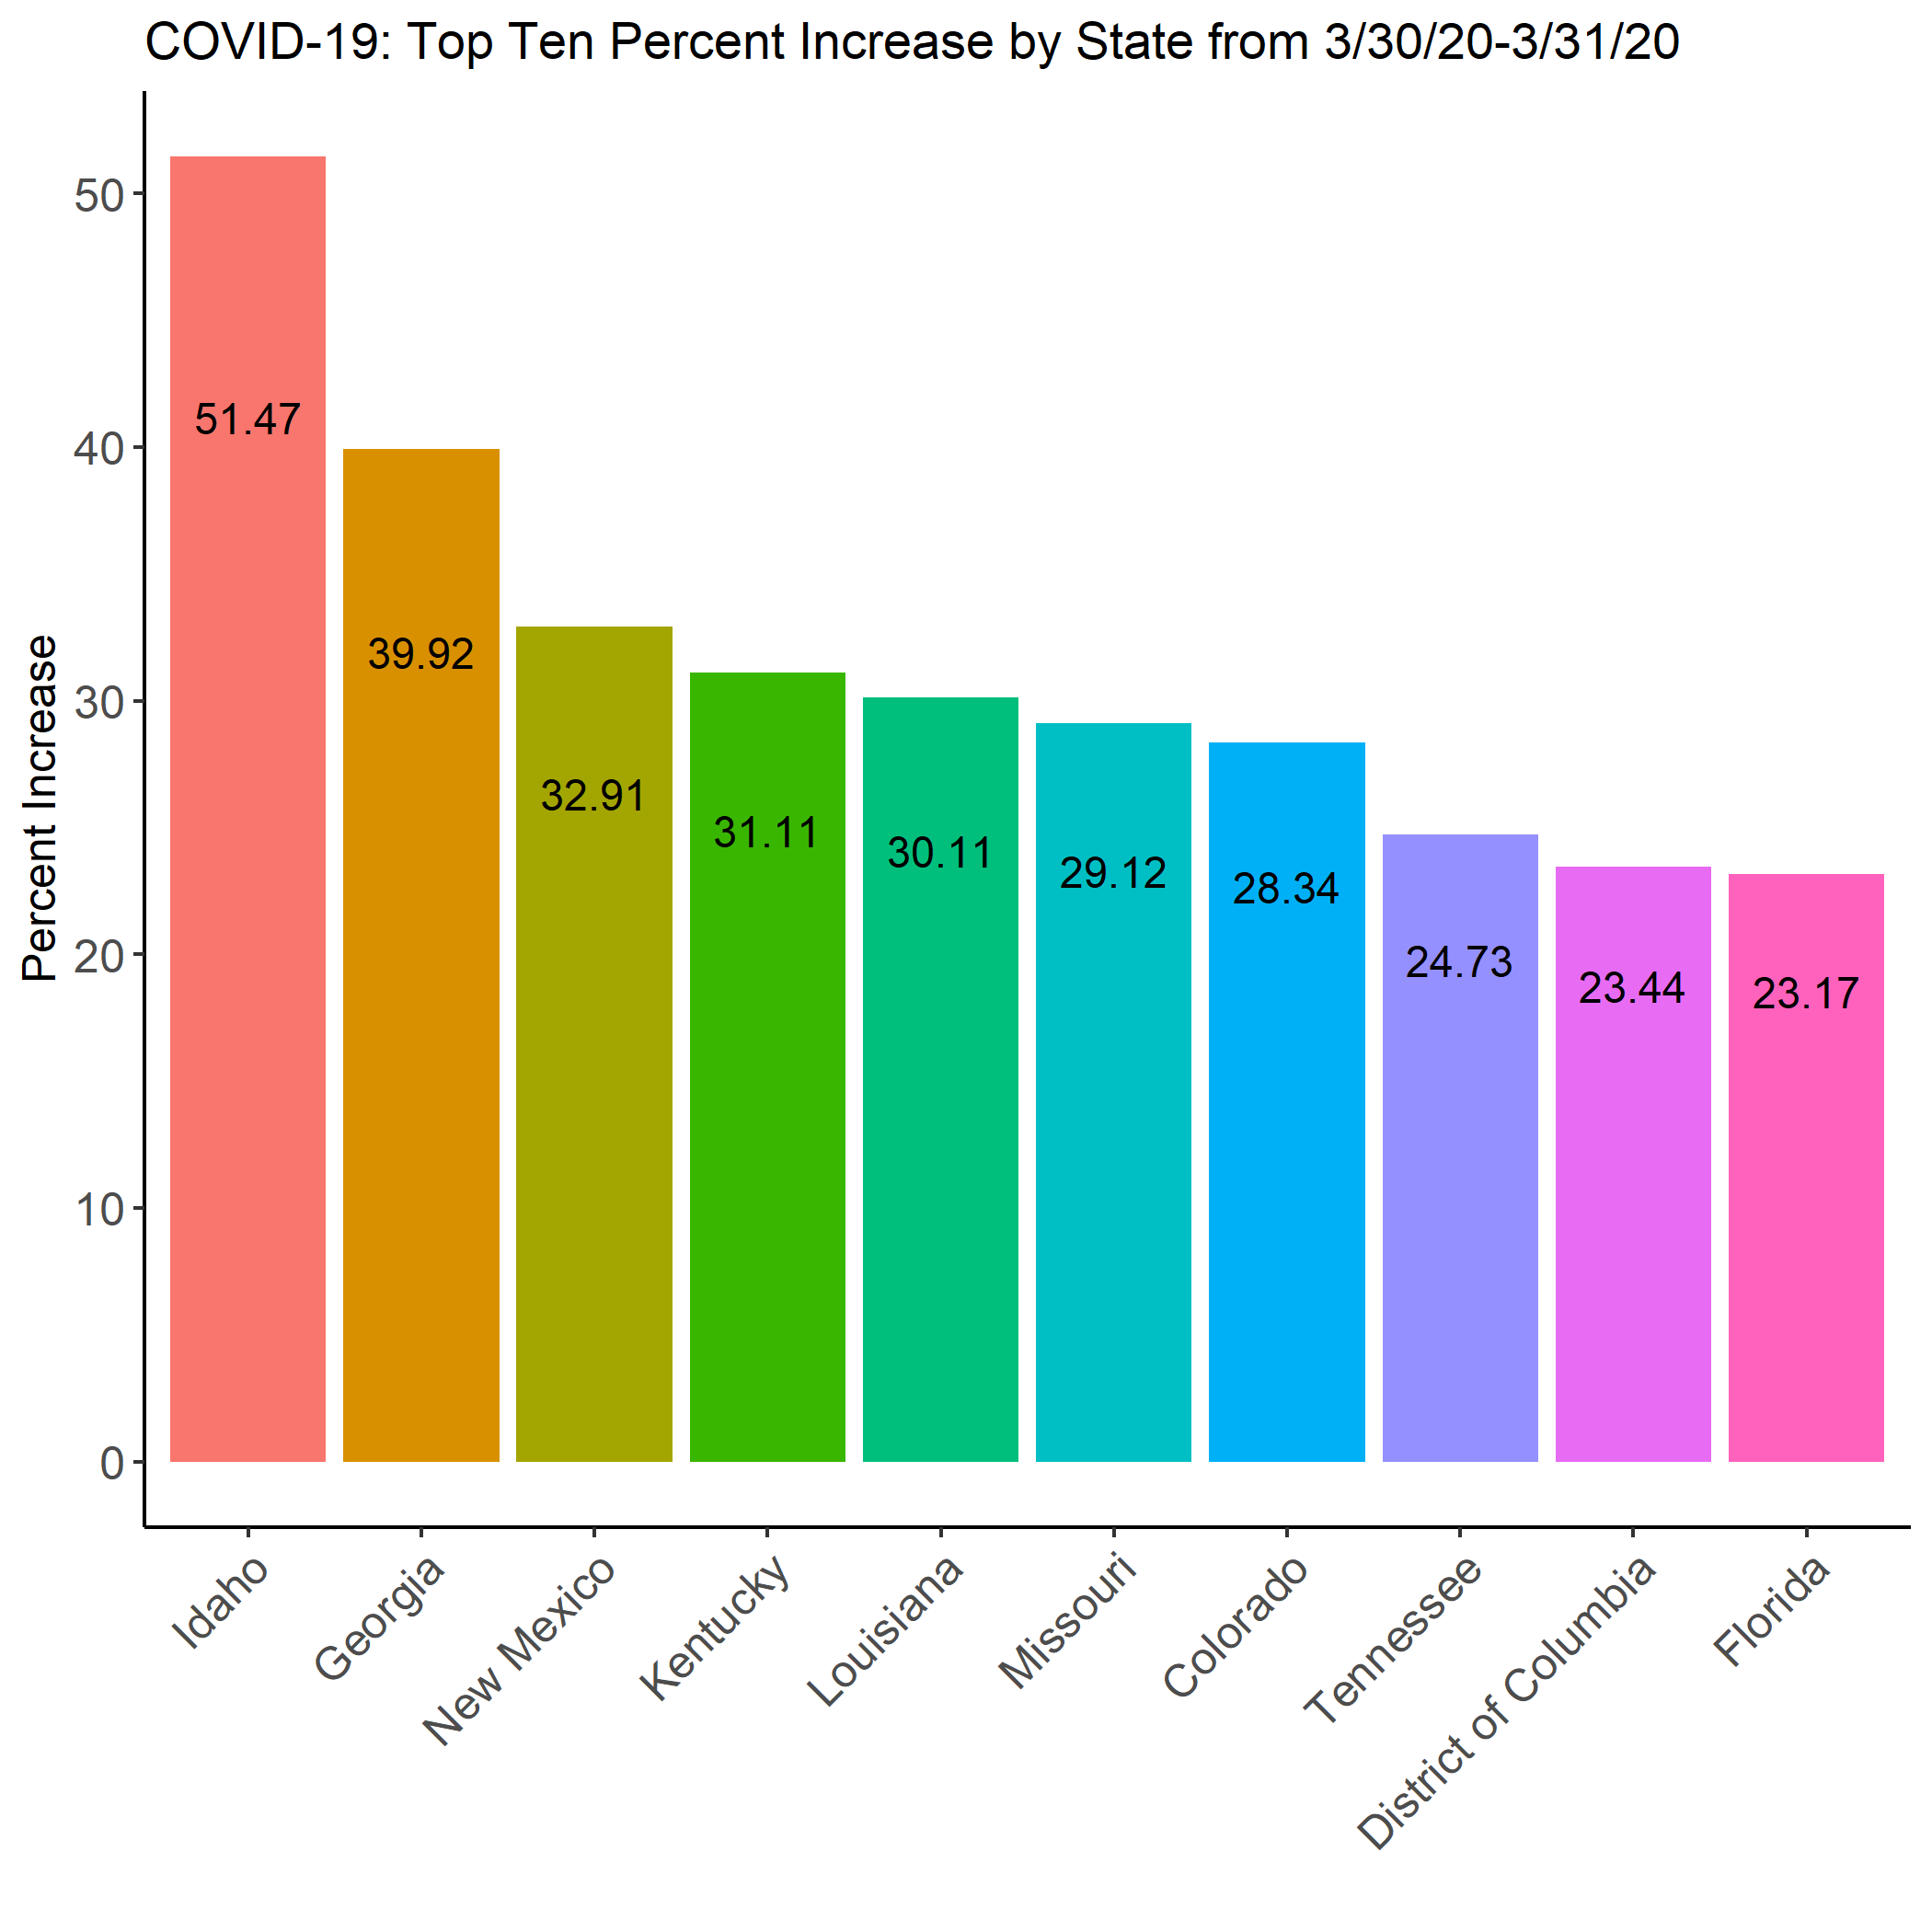 COVID-19: Top Ten Percent Increase by State from 3/30/20-3/31/20
Percent Increase
50
40
30
20
10
0
51.47
39.92
32.91
31.11
30.11
29.12
28.34
24.73
23.44
23.17
Idaho
Georgia
New Mexico
Kentucky
Louisiana
Missouri
Colorado
Tennessee
District of Columbia
Florida